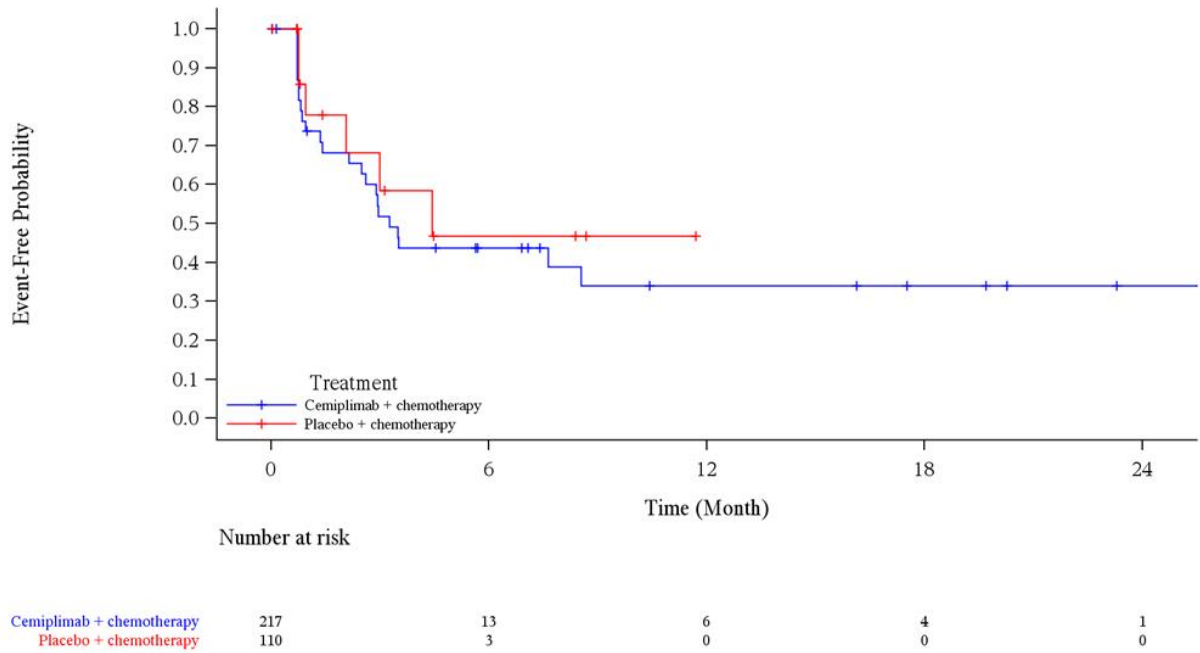 1.0
0.9
0.8
0.7
0.6
0.5
0.4
0.3
0.2
0.1
0.0
Event-Free Probability
Treatment
Cemiplimab + chemotherapy
Placebo + chemotherapy
0 6 12 18 24
Time (Month)
Number at risk
Cemiplimab + chemotherapy 217 13 6 4 1
Placebo + chemotherapy 110 3 0 0 0